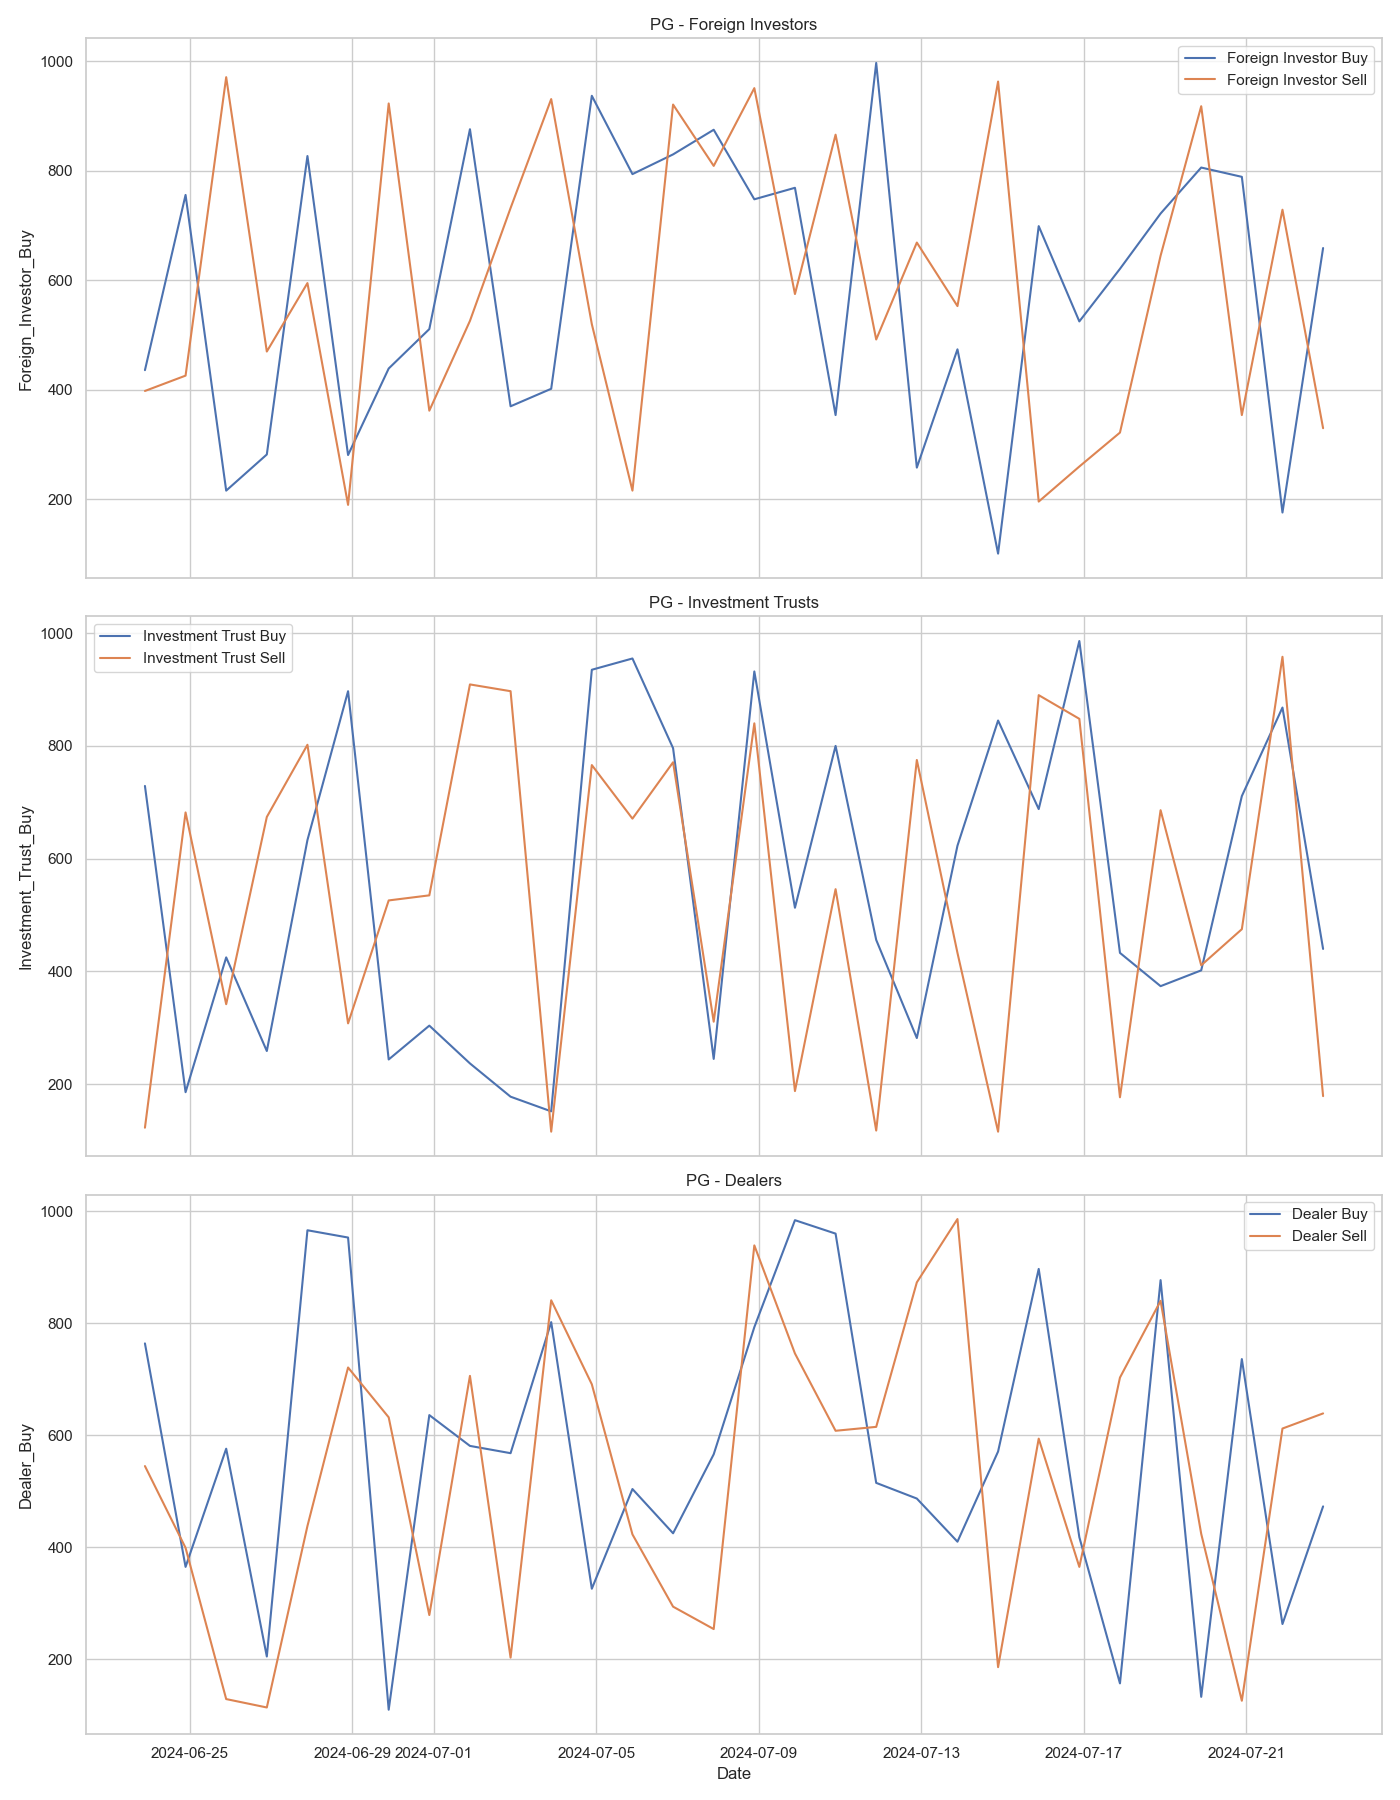 PG - Foreign Investors
Foreign Investor Buy
Foreign Investor Sell
Foreign_Investor_Buy
1000
800
600
400
200
PG - Investment Trusts
Investment Trust Buy
Investment Trust Sell
Investment_Trust_Buy
1000
800
600
400
200
PG - Dealers
Dealer Buy
Dealer Sell
Dealer_Buy
1000
800
600
400
200
2024-06-25 2024-06-29 2024-07-01 2024-07-05 2024-07-09 2024-07-13 2024-07-17 2024-07-21
Date